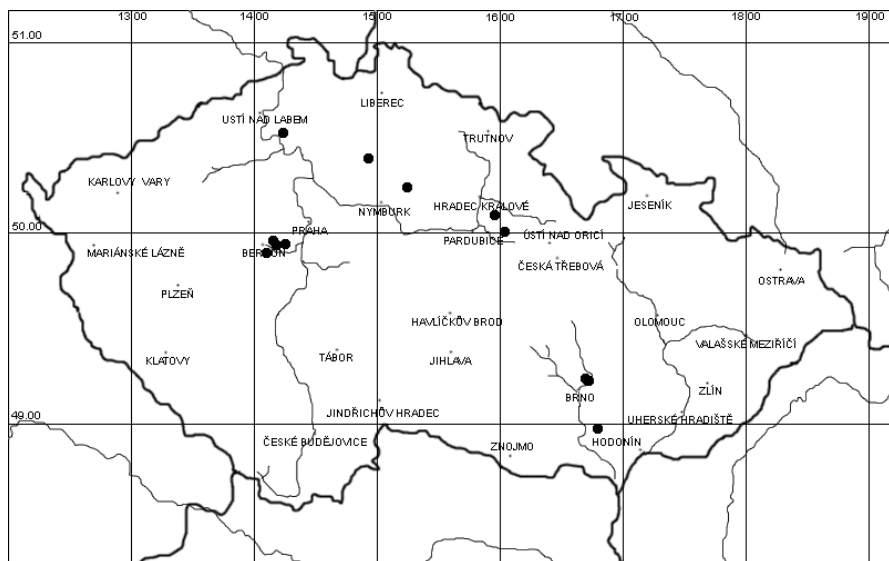 13:00 14:00 15:00 16:00 17:00 18:00 19:00
51:00
LIBEREC
ÚSTÍ NAD LABEM
TRUTNOV
KARLOVY VARY
JESENÍK
HRADEC KRÁLOVÉ
NYMBURK
50:00
PRAHA
ÚSTÍ NAD ORICÍ
PARDUBICE
MARIÁNSKÉ LÁZNĚ
BEROUN
ČESKÁ TŘEBOVÁ
OSTRAVA
PLZEŇ
HAVLÍČKŮV BROD
OLOMOUC
VALAŠSKÉ MEZIŘÍČÍ
TÁBOR
KLATOVY
JIHLAVA
ZLÍN
BRNO
JINDŘICHŮV HRADEC
UHERSKÉ HRADIŠTĚ
49:00
ČESKÉ BUDĚJOVICE
HODONÍN
ZNOJMO